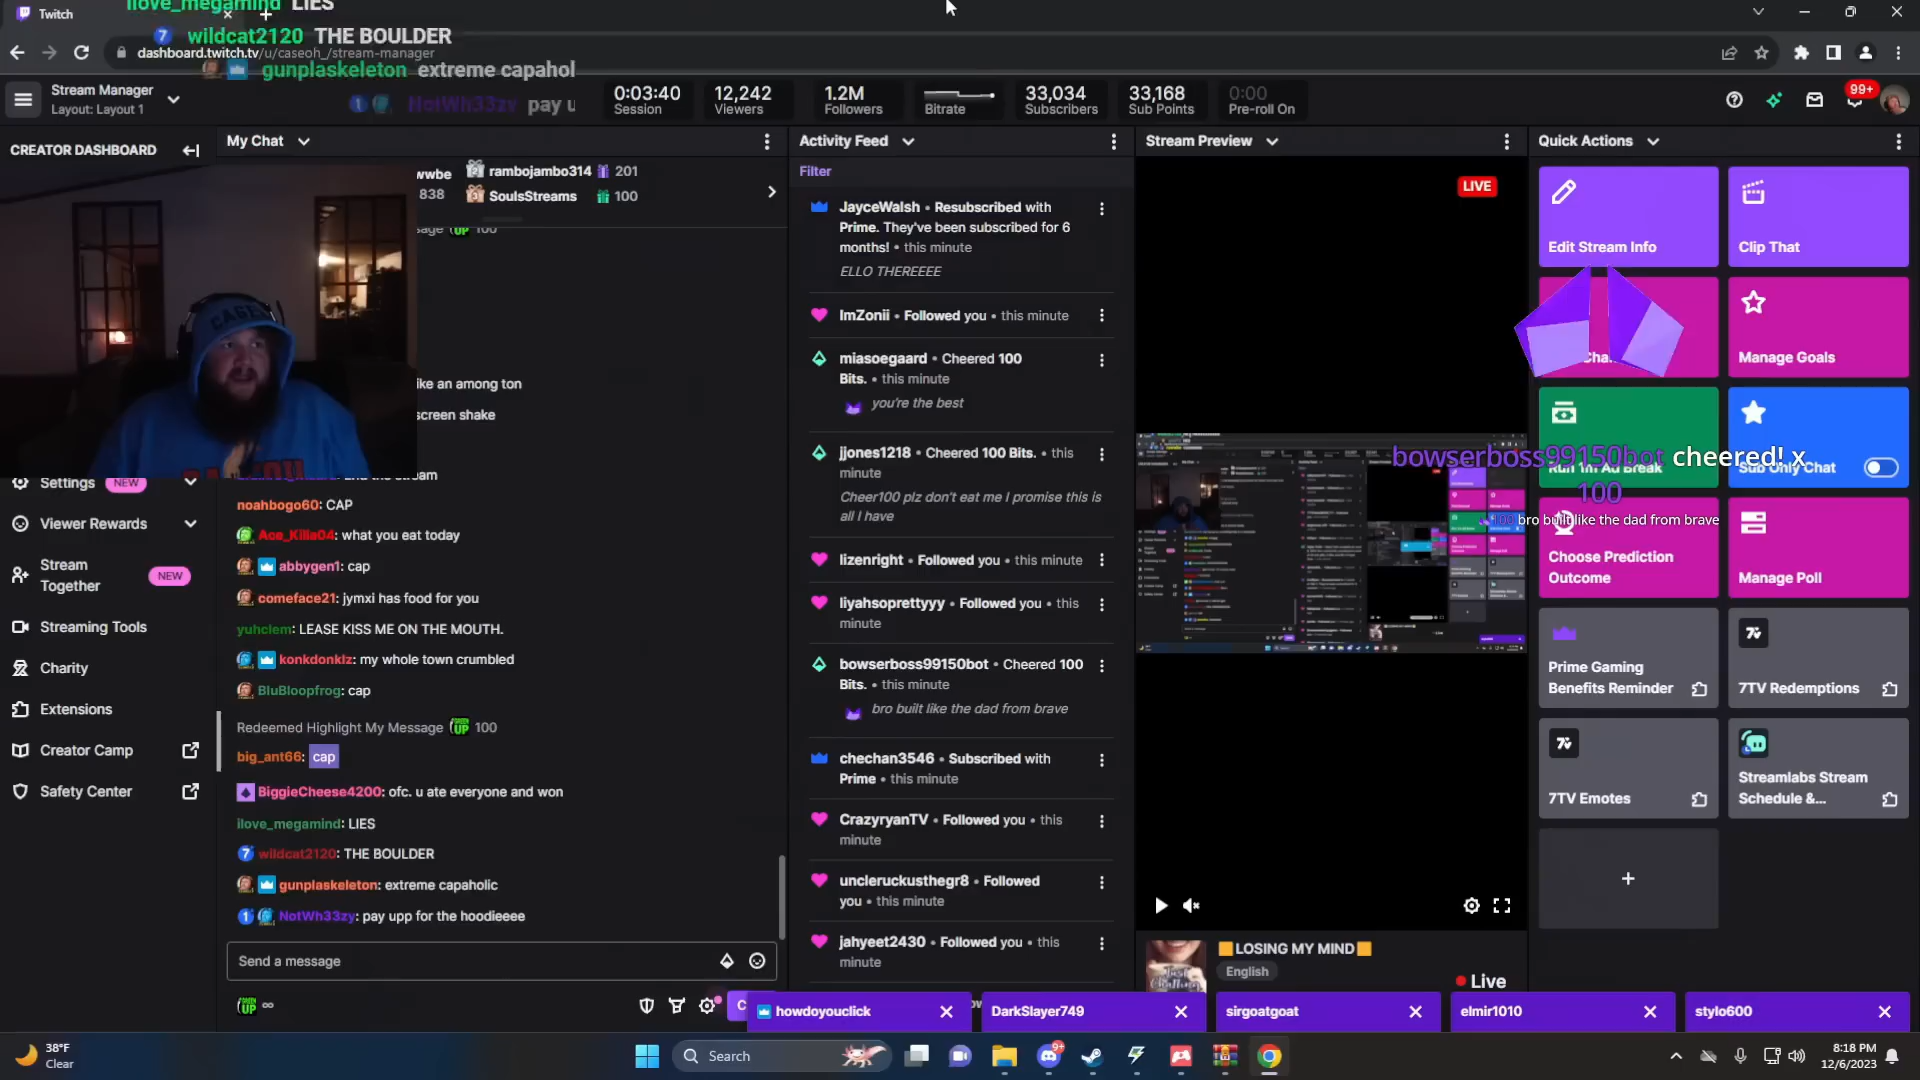 Twitch
ilove_megamind LIES
wildcat2120 THE BOULDER
dashboard.twitch.tv/u/caseoh_/stream-manager
gunplaskeleton extreme capahol
NotWh33zy pay u
Stream Manager
Layout: Layout 1
0:03:40
Session
12,242
Viewers
1.2M
Followers
Bitrate
33,034
Subscribers
33,168
Sub Points
0:00
Pre-roll On
99+
CREATOR DASHBOARD
Settings NEW
Viewer Rewards
Stream Together NEW
Streaming Tools
Charity
Extensions
Creator Camp
Safety Center
My Chat
wwbe
838
rambojambo314 201
SoulsStreams 100
100
ike an among ton
screen shake
noahbogo60: CAP
Ace_Killa04: what you eat today
abbygen1: cap
comeface21: jymxi has food for you
yuhclem: LEASE KISS ME ON THE MOUTH.
konkdonkiz: my whole town crumbled
BluBloopfrog: cap
Redeemed Highlight My Message 100
big_ant66: cap
BiggieCheese4200: ofc. u ate everyone and won
ilove_megamind: LIES
wildcat2120: THE BOULDER
gunplaskeleton: extreme capaholic
NotWh33zy: pay upp for the hoodieeee
Send a message
Activity Feed
Filter
JayceWalsh • Resubscribed with
Prime. They've been subscribed for 6
months! • this minute
ELLO THEREEEE
ImZonii • Followed you • this minute
miasoegaard • Cheered 100
Bits. • this minute
you're the best
jjones1218 • Cheered 100 Bits. • this
minute
Cheer100 plz don't eat me I promise this is
all I have
lizenright • Followed you • this minute
liyahsoprettyyy • Followed you • this
minute
bowserboss99150bot • Cheered 100
Bits. • this minute
bro built like the dad from brave
chechan3546 • Subscribed with
Prime • this minute
CrazyryanTV • Followed you • this
minute
uncleruckusthegr8 • Followed
you • this minute
jahyeet2430 • Followed you • this
minute
Stream Preview
LIVE
LOSING MY MIND
English
Live
Quick Actions
Edit Stream Info
Clip That
Manage Goals
Run 1m Ad Break
Sub Only Chat
bowserboss99150bot cheered! x
100
100 bro built like the dad from brave
Choose Prediction
Outcome
Manage Poll
Prime Gaming
Benefits Reminder
7TV Redemptions
7TV Emotes
Streamlabs Stream
Schedule &...
howdoyouclick
DarkSlayer749
sirgoatgoat
elmir1010
stylo600
38°F
Clear
Search
9+
8:18 PM
12/6/2023